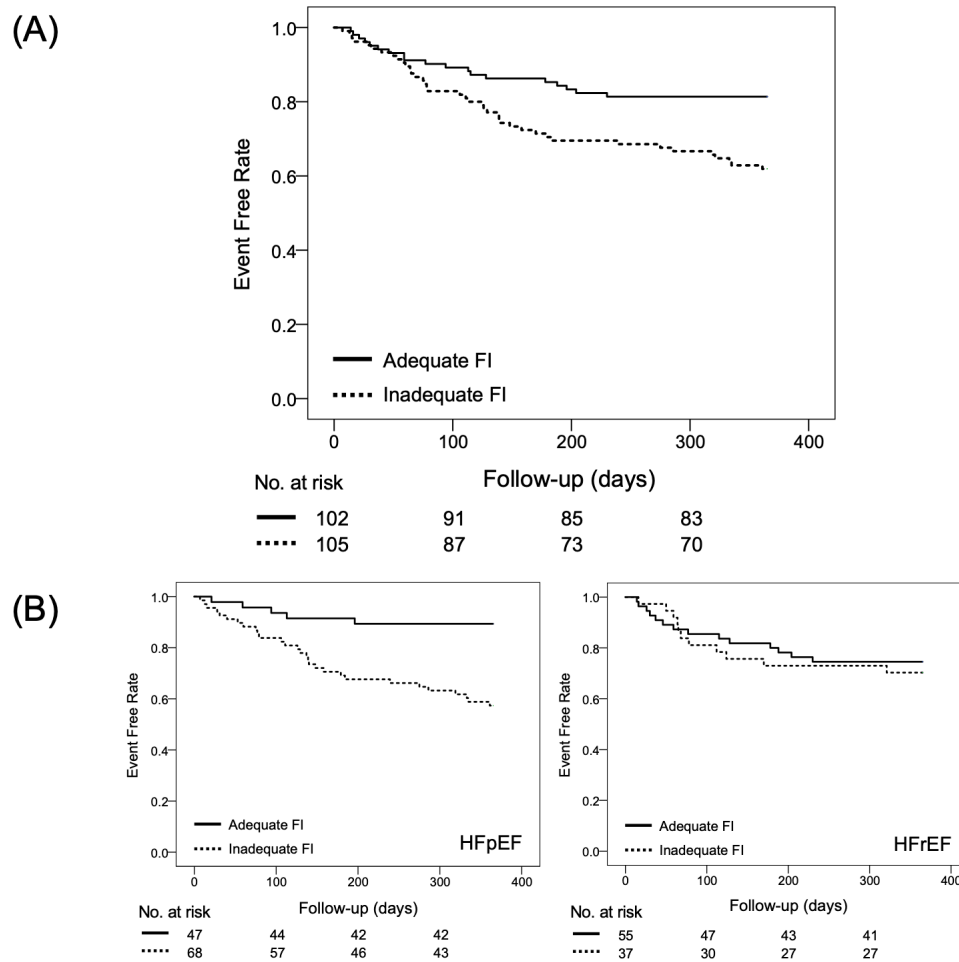 (A)
1.0
0.8
0.6
0.4
0.2
0.0
Event Free Rate
Adequate FI
Inadequate FI
0 100 200 300 400
Follow-up (days)
No. at risk
102 91 85 83
105 87 73 70
(B)
1.0
0.8
0.6
0.4
0.2
0.0
Event Free Rate
Adequate FI
Inadequate FI
HFpEF
0 100 200 300 400
Follow-up (days)
No. at risk
47 44 42 42
68 57 46 43
1.0
0.8
0.6
0.4
0.2
0.0
Event Free Rate
Adequate FI
Inadequate FI
HFrEF
0 100 200 300 400
Follow-up (days)
No. at risk
55 47 43 41
37 30 27 27